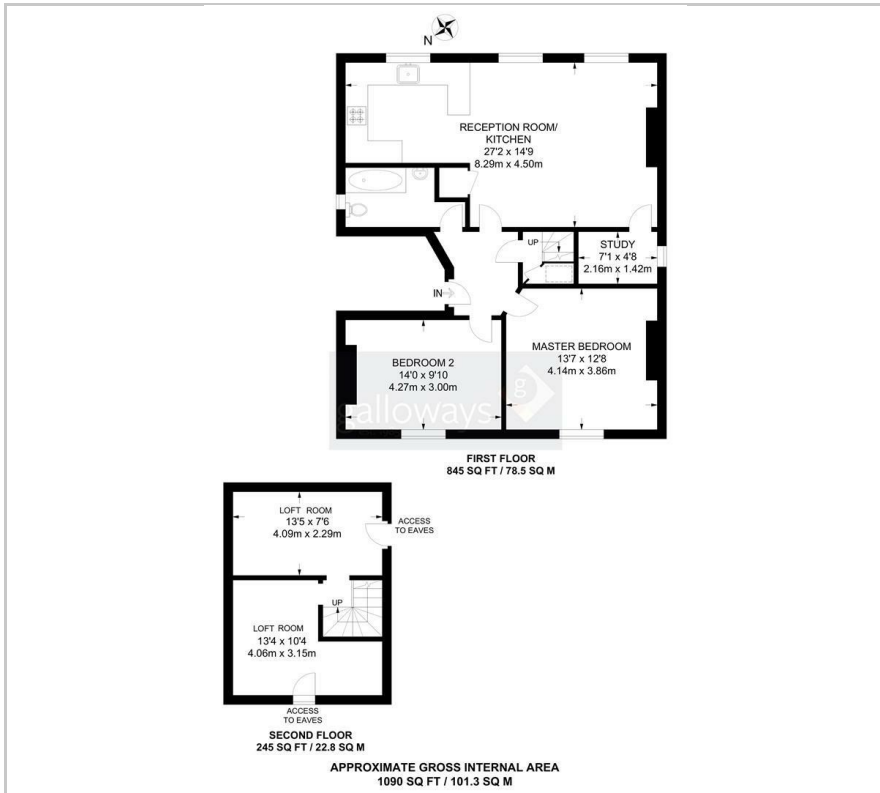 N
RECEPTION ROOM/
KITCHEN
27'2 x 14'9
8.29m x 4.50m
UP
STUDY
7'1 x 4'8
2.16m x 1.42m
IN
MASTER BEDROOM
13'7 x 12'8
4.14m x 3.86m
BEDROOM 2
14'0 x 9'10
4.27m x 3.00m
g
galloways
FIRST FLOOR
845 SQ FT / 78.5 SQ M
LOFT ROOM
13'5 x 7'6
4.09m x 2.29m
ACCESS
TO EAVES
UP
LOFT ROOM
13'4 x 10'4
4.06m x 3.15m
ACCESS
TO EAVES
SECOND FLOOR
245 SQ FT / 22.8 SQ M
APPROXIMATE GROSS INTERNAL AREA
1090 SQ FT / 101.3 SQ M